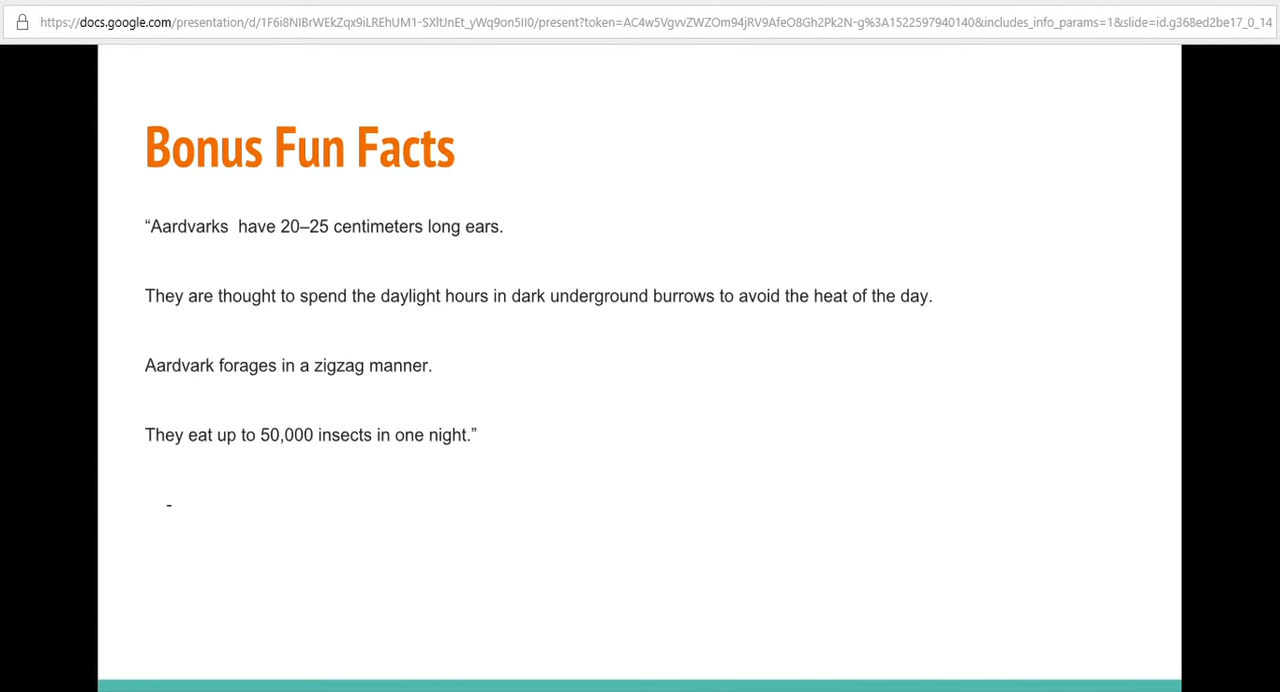 https://docs.google.com/presentation/d/1F6i8NIBrWEkZqx9iLREhUM1-SXltJnEt_yWq9on5II0/present?token=AC4w5VgvvZWZOm94jRV9AfeO8Gh2Pk2N-g%3A1522597940140&includes_info_params=1&slide=id.g368ed2be17_0_14
Bonus Fun Facts
“Aardvarks  have 20–25 centimeters long ears.
They are thought to spend the daylight hours in dark underground burrows to avoid the heat of the day.
Aardvark forages in a zigzag manner.
They eat up to 50,000 insects in one night.”
-